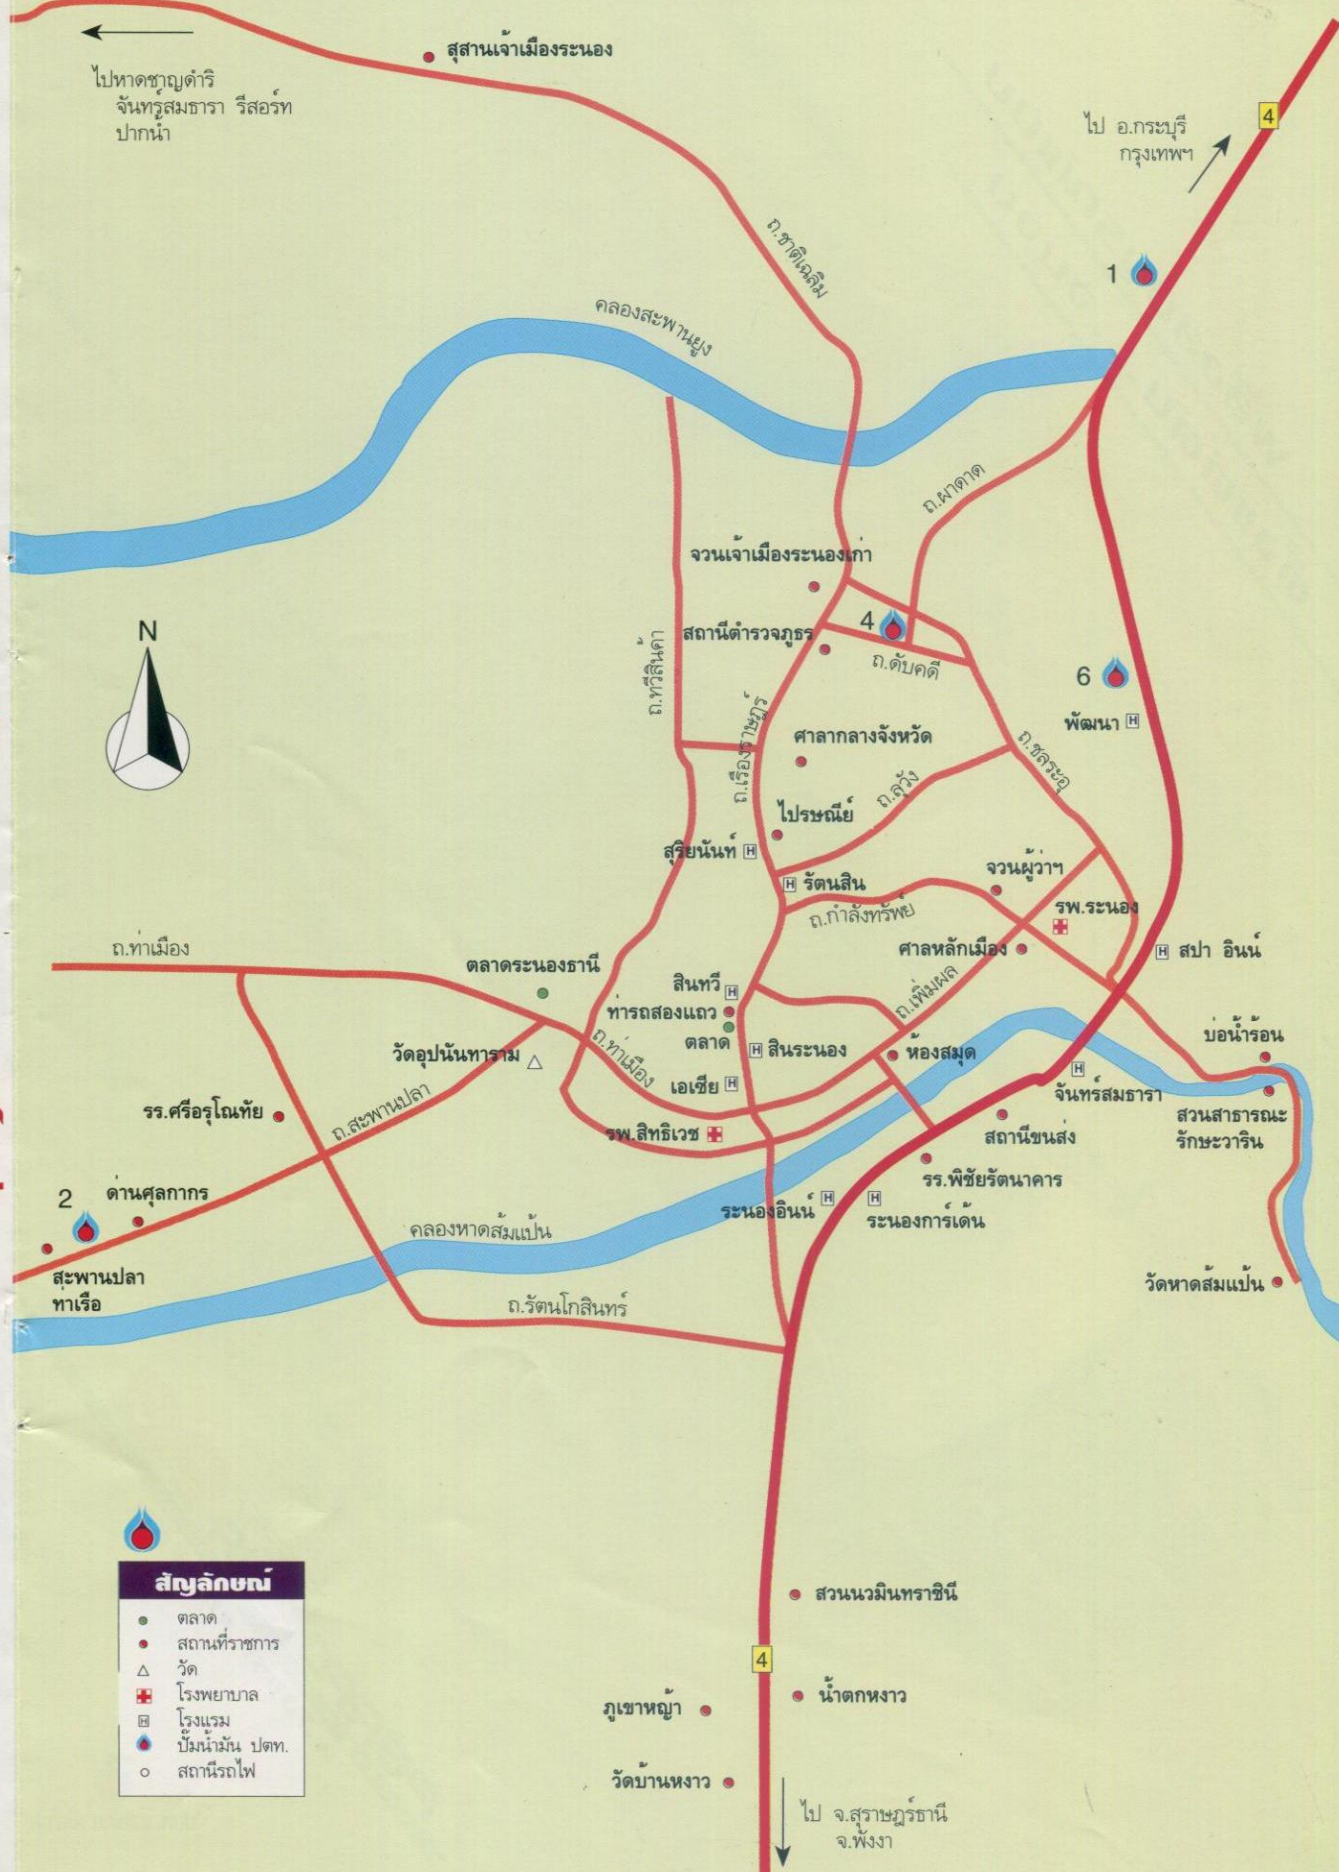 สุสานเจ้าเมืองระนอง
ไปหาดชาญดำริ
จันทร์สมธารา รีสอร์ท
ปากน้ำ
4
ไป อ.กระบุรี
กรุงเทพฯ
ถ.ชาติเฉลิม
1
คลองสะพานยูง
ถ.ผาดาด
จวนเจ้าเมืองระนองเก่า
N
สถานีตำรวจภูธร
4
ถ.ดับคดี
ถ.ทวีสินค้า
6
พัฒนา H
ถ.เรืองราษฎร์
ศาลากลางจังหวัด
ถ.ชลระอุ
ถ.ลุวัง
ไปรษณีย์
สุริยนันท์ H
H รัตนสิน
จวนผู้ว่าฯ
ถ.กำลังทรัพย์
รพ.ระนอง
ถ.ท่าเมือง
ตลาดระนองธานี
ศาลหลักเมือง
H สปา อินน์
สินทวี H
ถ.เพิ่มผล
ท่ารถสองแถว
ตลาด
H สินระนอง
ห้องสมุด
บ่อน้ำร้อน
วัดอุปนันทาราม
ถ.ท่าเมือง
เอเซีย H
H
จันทร์สมธารา
รร.ศรีอรุโณทัย
ถ.สะพานปลา
รพ.สิทธิเวช
สถานีขนส่ง
สวนสาธารณะ
รักษะวาริน
รร.พิชัยรัตนาคาร
2
ด่านศุลกากร
ระนองอินน์ H
H
ระนองการ์เด้น
คลองหาดส้มแป้น
สะพานปลา
ท่าเรือ
วัดหาดส้มแป้น
ถ.รัตนโกสินทร์
สัญลักษณ์
ตลาด
สถานที่ราชการ
วัด
โรงพยาบาล
H โรงแรม
ปั๊มน้ำมัน ปตท.
สถานีรถไฟ
สวนนวมินทราชินี
4
น้ำตกหงาว
ภูเขาหญ้า
วัดบ้านหงาว
ไป จ.สุราษฎร์ธานี
จ.พังงา